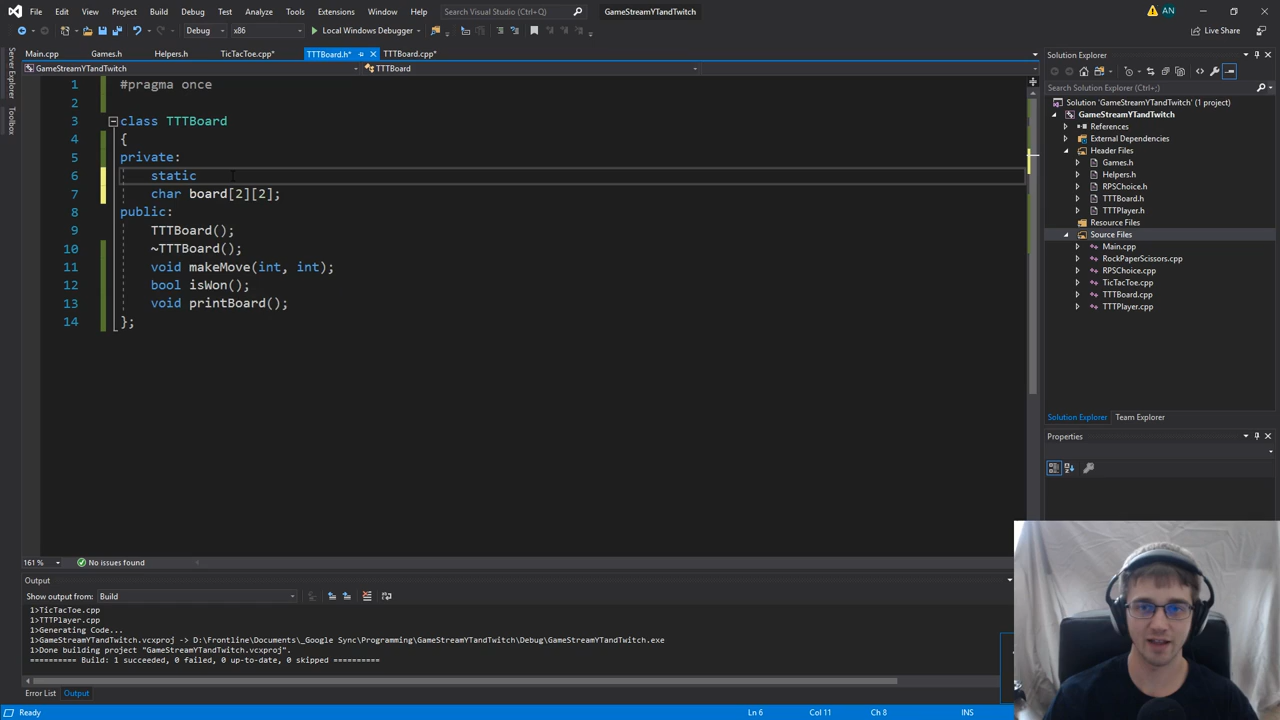 File Edit View Project Build Debug Test Analyze Tools Extensions Window Help Search Visual Studio (Ctrl+Q) GameStreamYTandTwitch AN
Debug x86 Local Windows Debugger Live Share
Main.cpp Games.h Helpers.h TicTacToe.cpp* TTTBoard.h* TTTBoard.cpp*
GameStreamYTandTwitch TTTBoard
1 #pragma once
2
3 class TTTBoard
4 {
5 private:
6 static
7 char board[2][2];
8 public:
9 TTTBoard();
10 ~TTTBoard();
11 void makeMove(int, int);
12 bool isWon();
13 void printBoard();
14 };
161 % No issues found
Server Explorer
Toolbox
Solution Explorer
Search Solution Explorer (Ctrl+;)
Solution 'GameStreamYTandTwitch' (1 project)
GameStreamYTandTwitch
References
External Dependencies
Header Files
Games.h
Helpers.h
RPSChoice.h
TTTBoard.h
TTTPlayer.h
Resource Files
Source Files
Main.cpp
RockPaperScissors.cpp
RPSChoice.cpp
TicTacToe.cpp
TTTBoard.cpp
TTTPlayer.cpp
Solution Explorer Team Explorer
Properties
Output
Show output from: Build
1>TicTacToe.cpp
1>TTTPlayer.cpp
1>Generating Code...
1>GameStreamYTandTwitch.vcxproj -> D:\Frontline\Documents\_Google Sync\Programming\GameStreamYTandTwitch\Debug\GameStreamYTandTwitch.exe
1>Done building project "GameStreamYTandTwitch.vcxproj".
========== Build: 1 succeeded, 0 failed, 0 up-to-date, 0 skipped ==========
Error List Output
Ready Ln 6 Col 11 Ch 8 INS